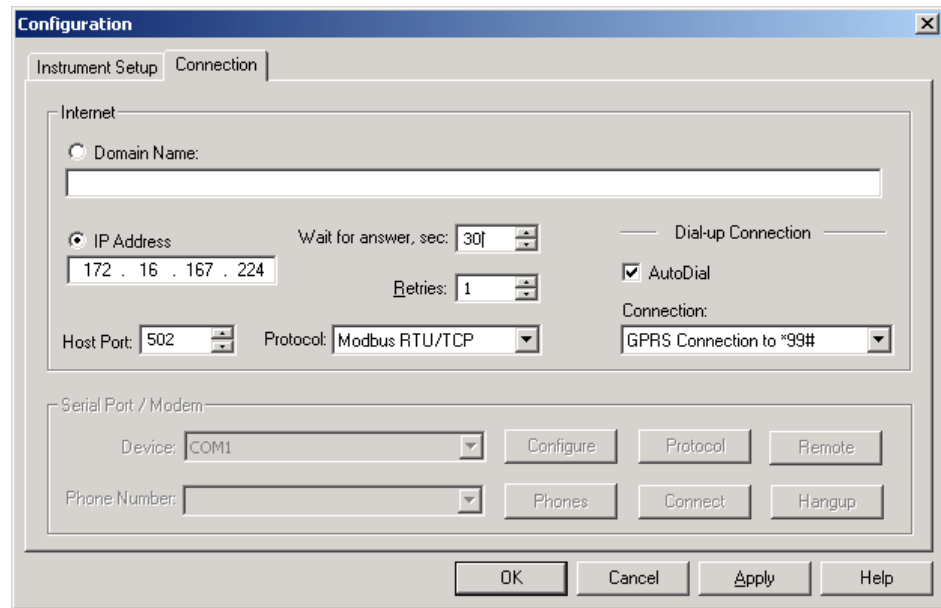 Configuration
Instrument Setup Connection
Internet
Domain Name:
IP Address Wait for answer, sec: 30 Dial-up Connection
172 . 16 . 167 . 224 AutoDial
Retries: 1
Connection:
Host Port: 502 Protocol: Modbus RTU/TCP GPRS Connection to *99#
Serial Port / Modem
Device: COM1 Configure Protocol Remote
Phone Number: Phones Connect Hangup
OK Cancel Apply Help